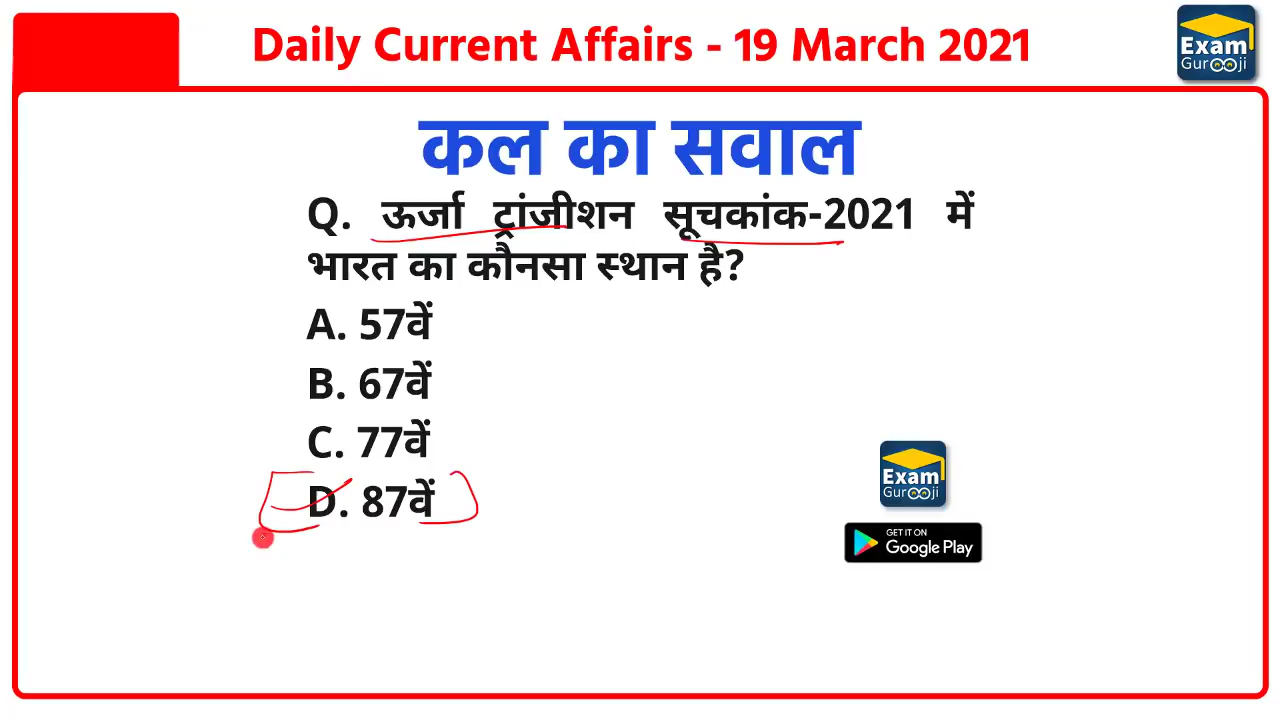 Daily Current Affairs - 19 March 2021
Exam
Gurooji
कल का सवाल
Q. ऊर्जा ट्रांजीशन सूचकांक-2021 में
भारत का कौनसा स्थान है?
A. 57वें
B. 67वें
C. 77वें
D. 87वें
Exam
Gurooji
GET IT ON
Google Play